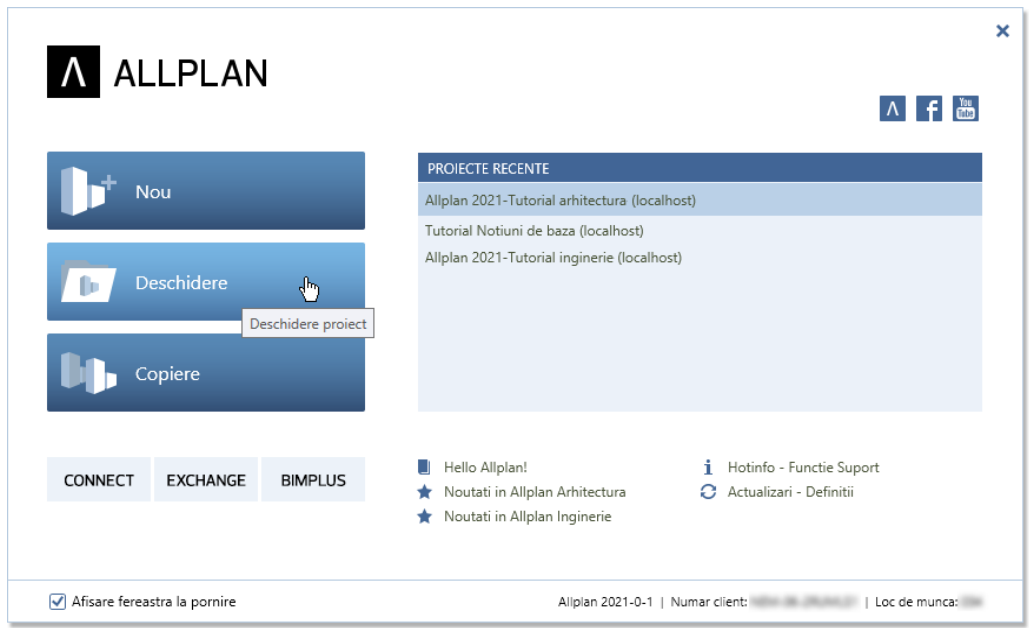 ALLPLAN
You Tube
Nou
Deschidere
Deschidere proiect
Copiere
PROIECTE RECENTE
Allplan 2021-Tutorial arhitectura (localhost)
Tutorial Notiuni de baza (localhost)
Allplan 2021-Tutorial inginerie (localhost)
CONNECT EXCHANGE BIMPLUS
Hello Allplan!
Noutati in Allplan Arhitectura
Noutati in Allplan Inginerie
Hotinfo - Functie Suport
Actualizari - Definitii
Afisare fereastra la pornire
Allplan 2021-0-1 | Numar client: | Loc de munca: